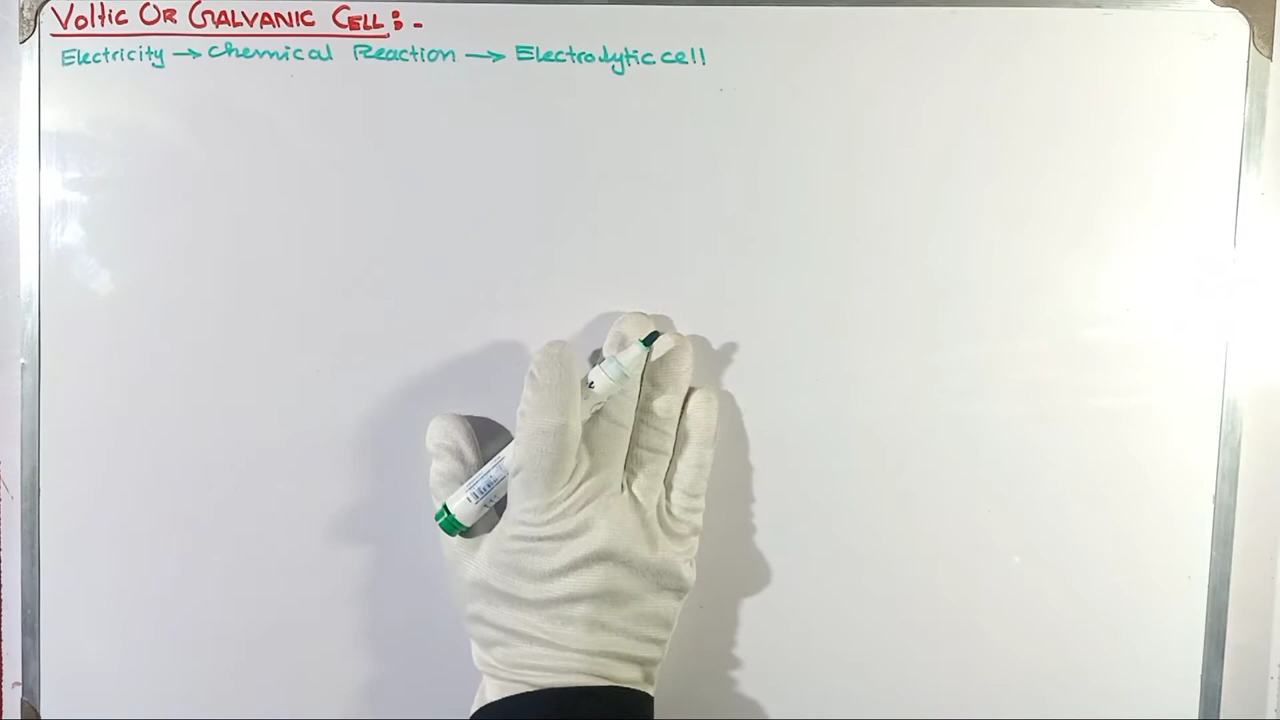 Voltic OR GALVANIC CELL:-
Electricity → Chemical Reaction → Electrolytic cell